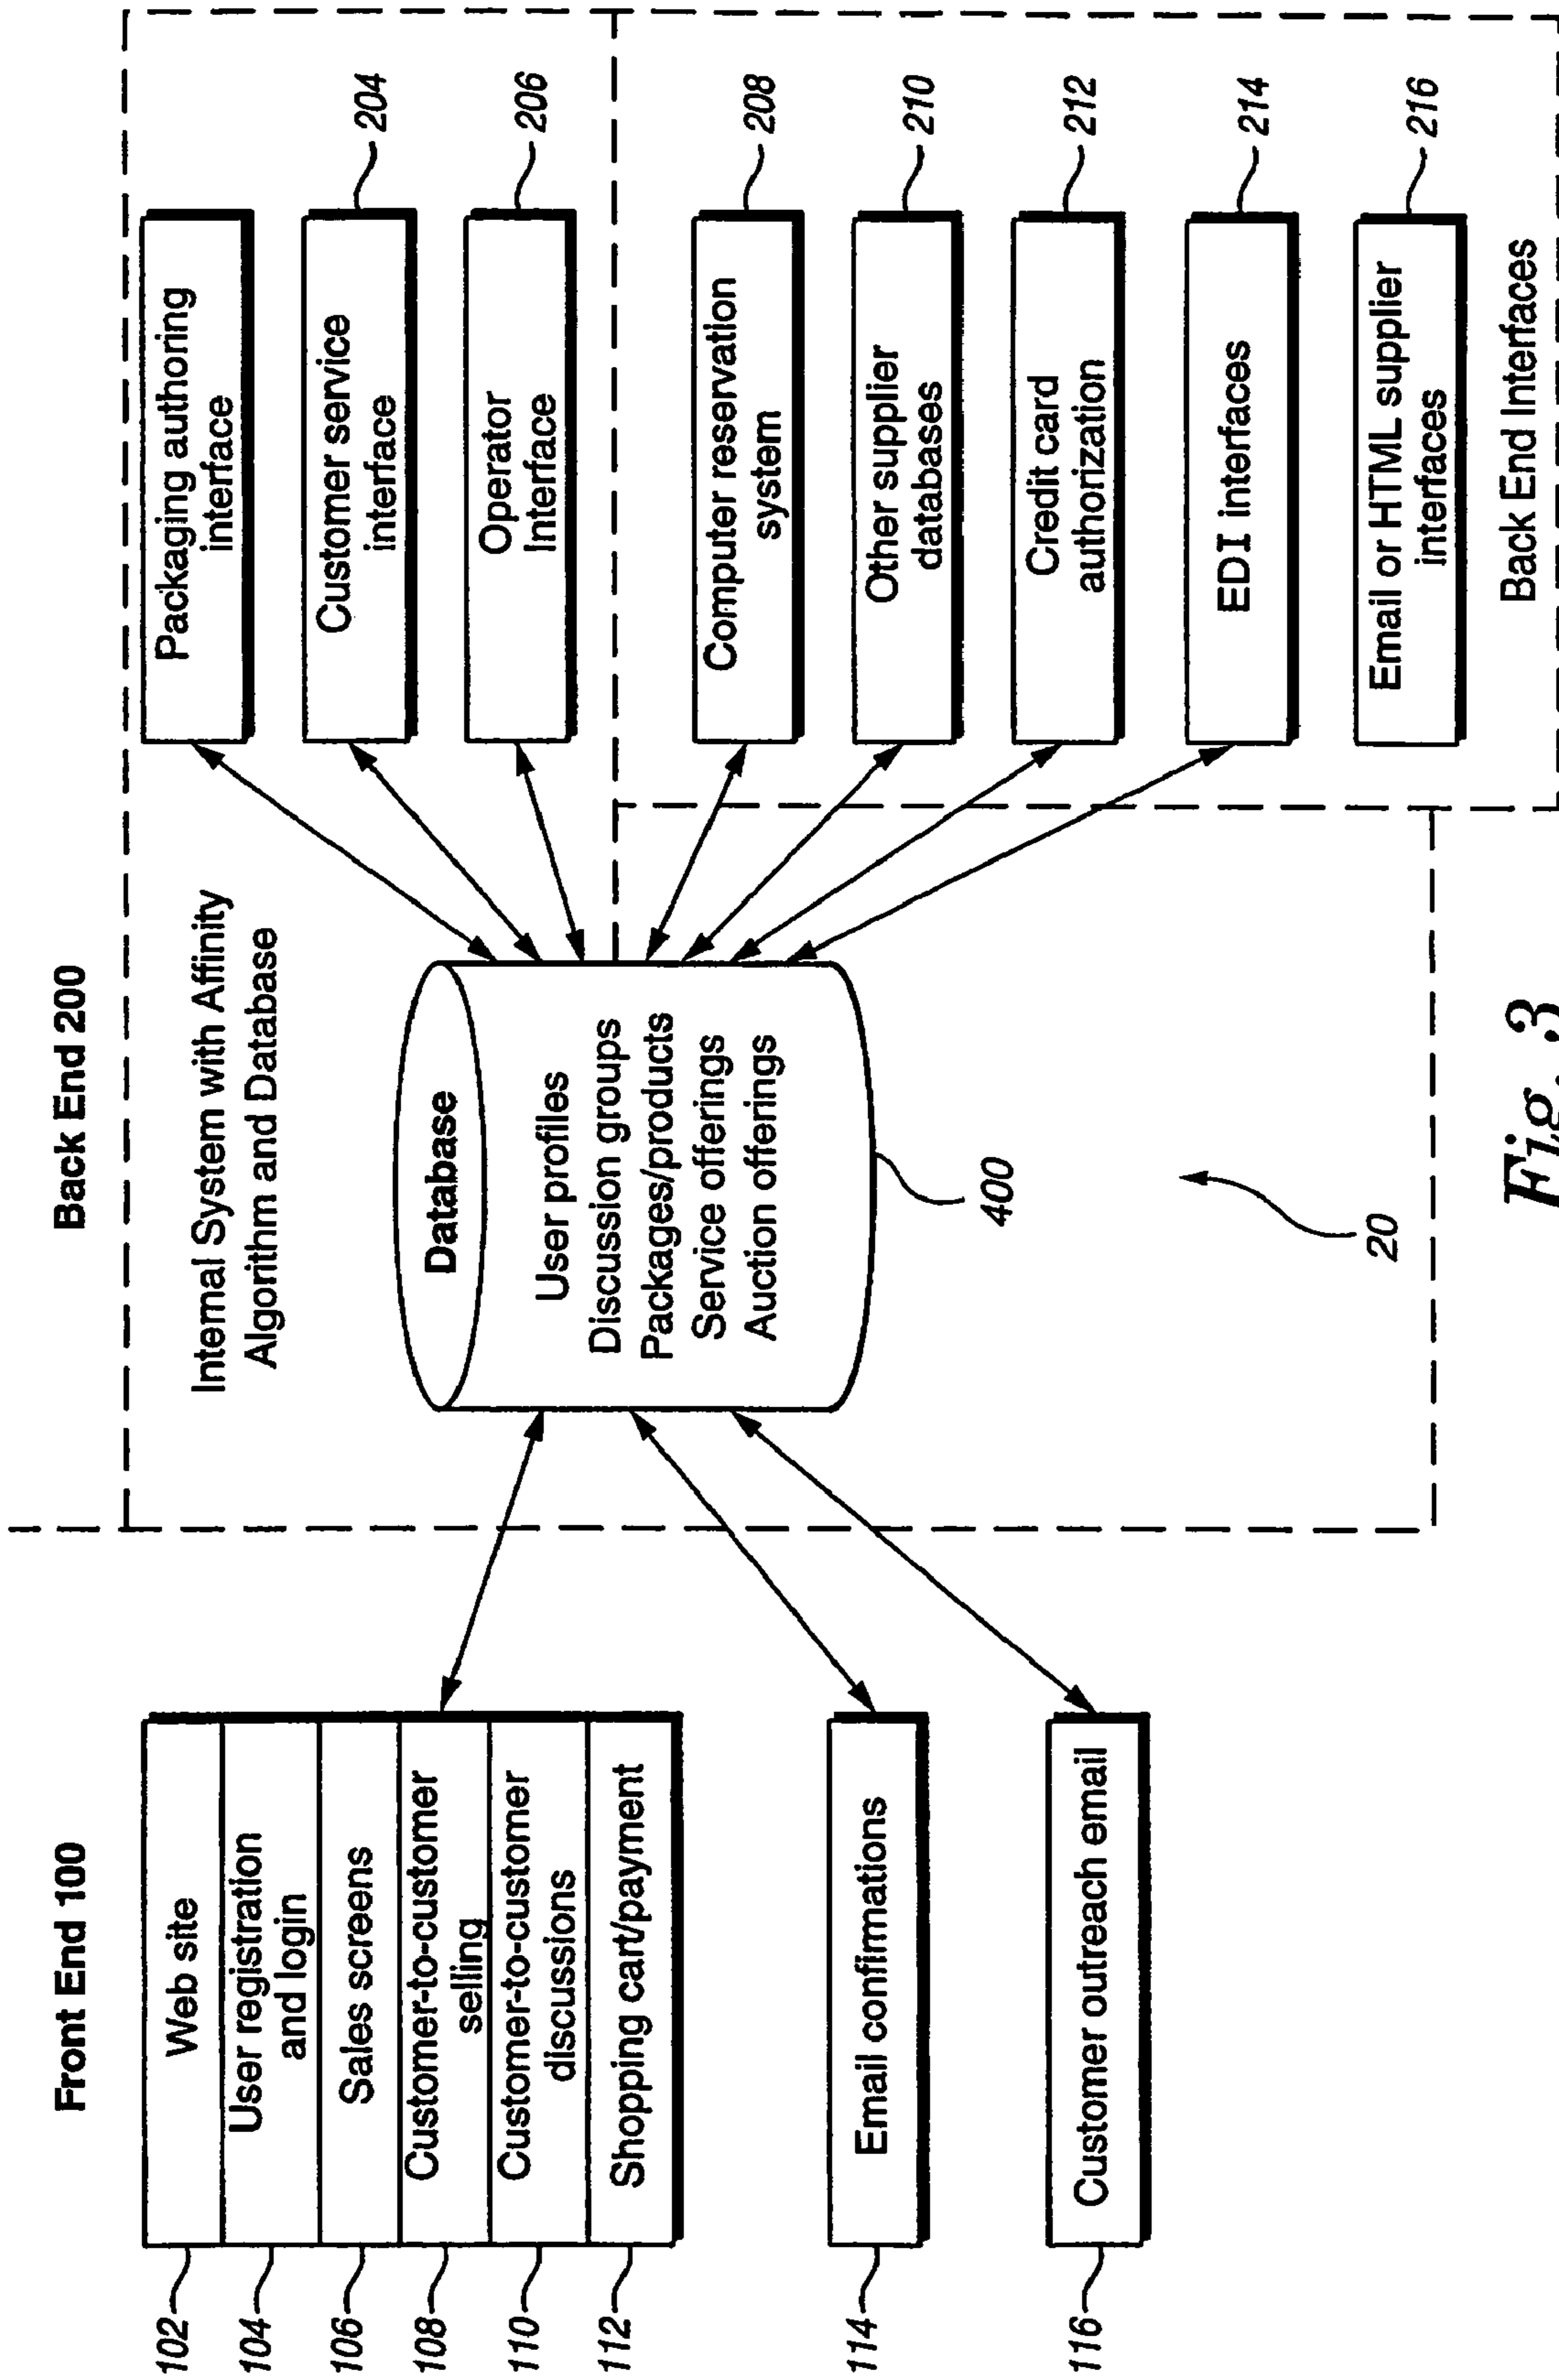 Front End 100
Back End 200
102
Web site
104
User registration
and login
106
Sales screens
108
Customer-to-customer
selling
110
Customer-to-customer
discussions
112
Shopping cart/payment
114
Email confirmations
116
Customer outreach email
Internal System with Affinity
Algorithm and Database
Database
User profiles
Discussion groups
Packages/products
Service offerings
Auction offerings
400
20
Packaging authoring
interface
Customer service
interface
204
Operator
Interface
206
Computer reservation
system
208
Other supplier
databases
210
Credit card
authorization
212
EDI interfaces
214
Email or HTML supplier
interfaces
216
Back End Interfaces
Fig. 3